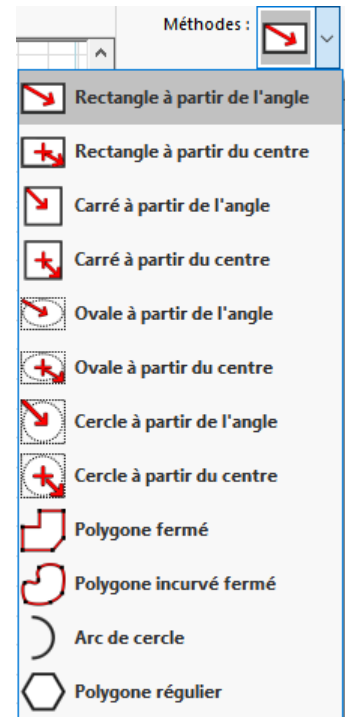 Méthodes :
Rectangle à partir de l'angle
Rectangle à partir du centre
Carré à partir de l'angle
Carré à partir du centre
Ovale à partir de l'angle
Ovale à partir du centre
Cercle à partir de l'angle
Cercle à partir du centre
Polygone fermé
Polygone incurvé fermé
Arc de cercle
Polygone régulier